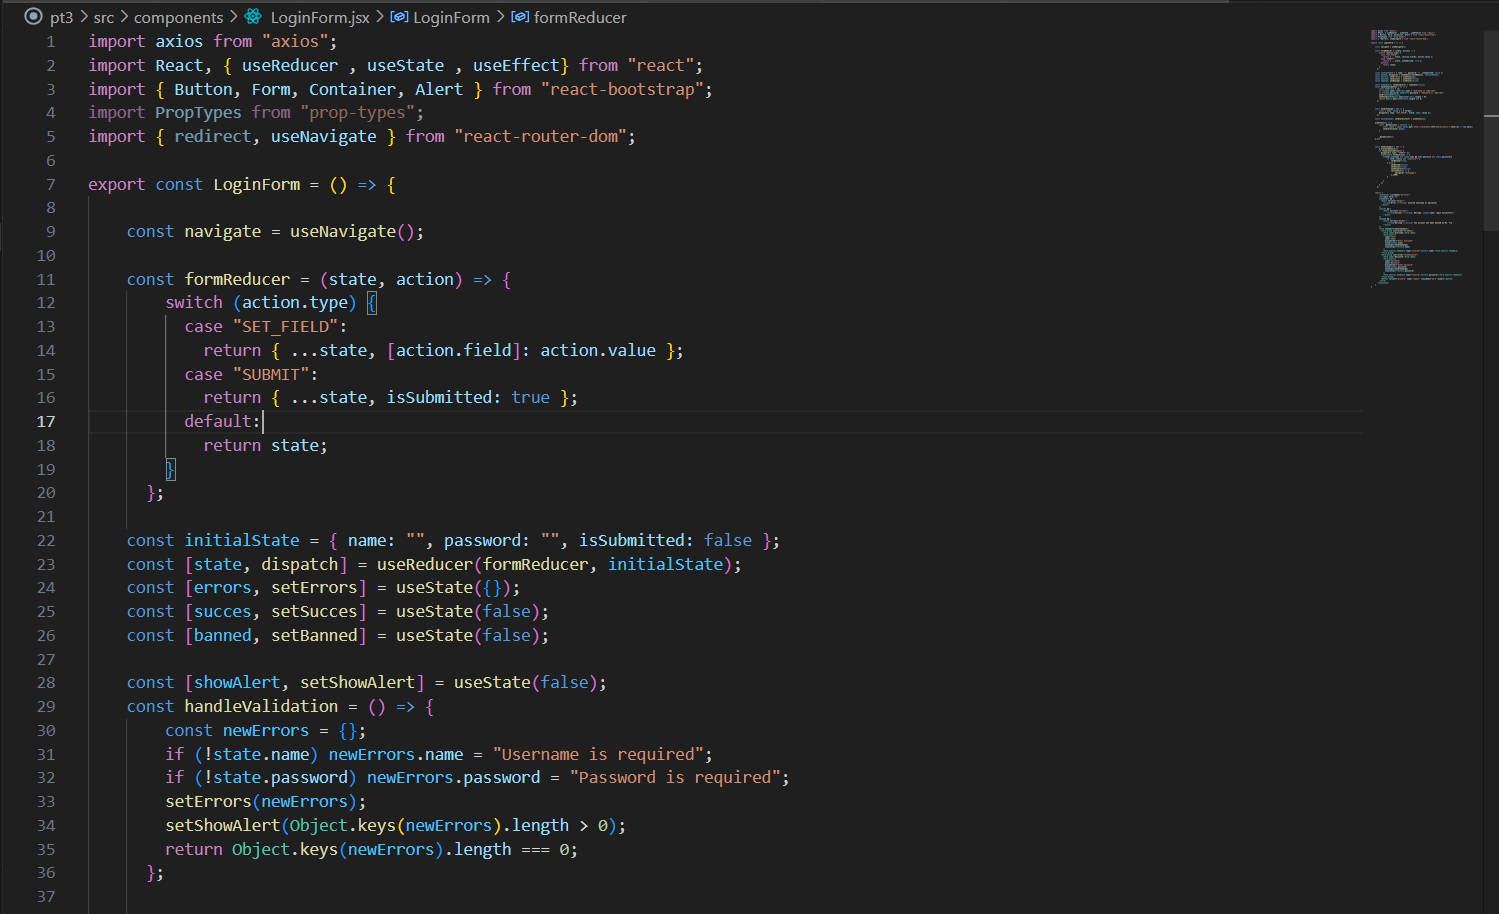 pt3 > src > components > LoginForm.jsx > LoginForm > formReducer
1 import axios from "axios";
2 import React, { useReducer , useState , useEffect} from "react";
3 import { Button, Form, Container, Alert } from "react-bootstrap";
4 import PropTypes from "prop-types";
5 import { redirect, useNavigate } from "react-router-dom";
6
7 export const LoginForm = () => {
8
9 const navigate = useNavigate();
10
11 const formReducer = (state, action) => {
12 switch (action.type) {
13 case "SET_FIELD":
14 return { ...state, [action.field]: action.value };
15 case "SUBMIT":
16 return { ...state, isSubmitted: true };
17 default:
18 return state;
19 }
20 };
21
22 const initialState = { name: "", password: "", isSubmitted: false };
23 const [state, dispatch] = useReducer(formReducer, initialState);
24 const [errors, setErrors] = useState({});
25 const [succes, setSucces] = useState(false);
26 const [banned, setBanned] = useState(false);
27
28 const [showAlert, setShowAlert] = useState(false);
29 const handleValidation = () => {
30 const newErrors = {};
31 if (!state.name) newErrors.name = "Username is required";
32 if (!state.password) newErrors.password = "Password is required";
33 setErrors(newErrors);
34 setShowAlert(Object.keys(newErrors).length > 0);
35 return Object.keys(newErrors).length === 0;
36 };
37